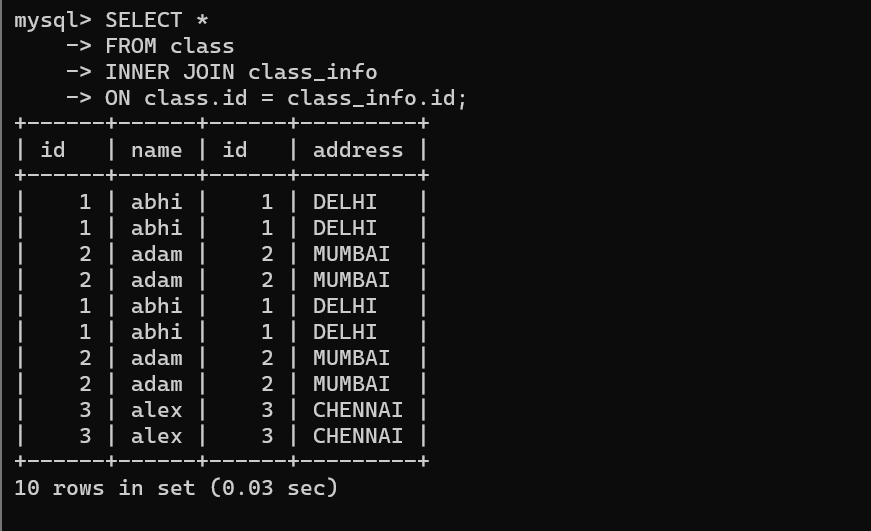 mysql> SELECT *
    -> FROM class
    -> INNER JOIN class_info
    -> ON class.id = class_info.id;
+------+------+------+---------+
| id   | name | id   | address |
+------+------+------+---------+
|    1 | abhi |    1 | DELHI   |
|    1 | abhi |    1 | DELHI   |
|    2 | adam |    2 | MUMBAI  |
|    2 | adam |    2 | MUMBAI  |
|    1 | abhi |    1 | DELHI   |
|    1 | abhi |    1 | DELHI   |
|    2 | adam |    2 | MUMBAI  |
|    2 | adam |    2 | MUMBAI  |
|    3 | alex |    3 | CHENNAI |
|    3 | alex |    3 | CHENNAI |
+------+------+------+---------+
10 rows in set (0.03 sec)